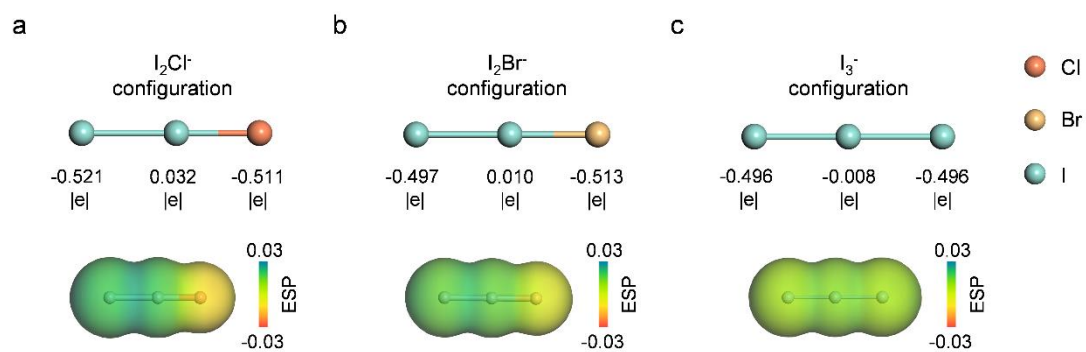 a
I₂Cl⁻
configuration
-0.521 0.032 -0.511
|e| |e| |e|
0.03
ESP
-0.03
b
I₂Br⁻
configuration
-0.497 0.010 -0.513
|e| |e| |e|
0.03
ESP
-0.03
c
I₃⁻
configuration
-0.496 -0.008 -0.496
|e| |e| |e|
0.03
ESP
-0.03
Cl
Br
I